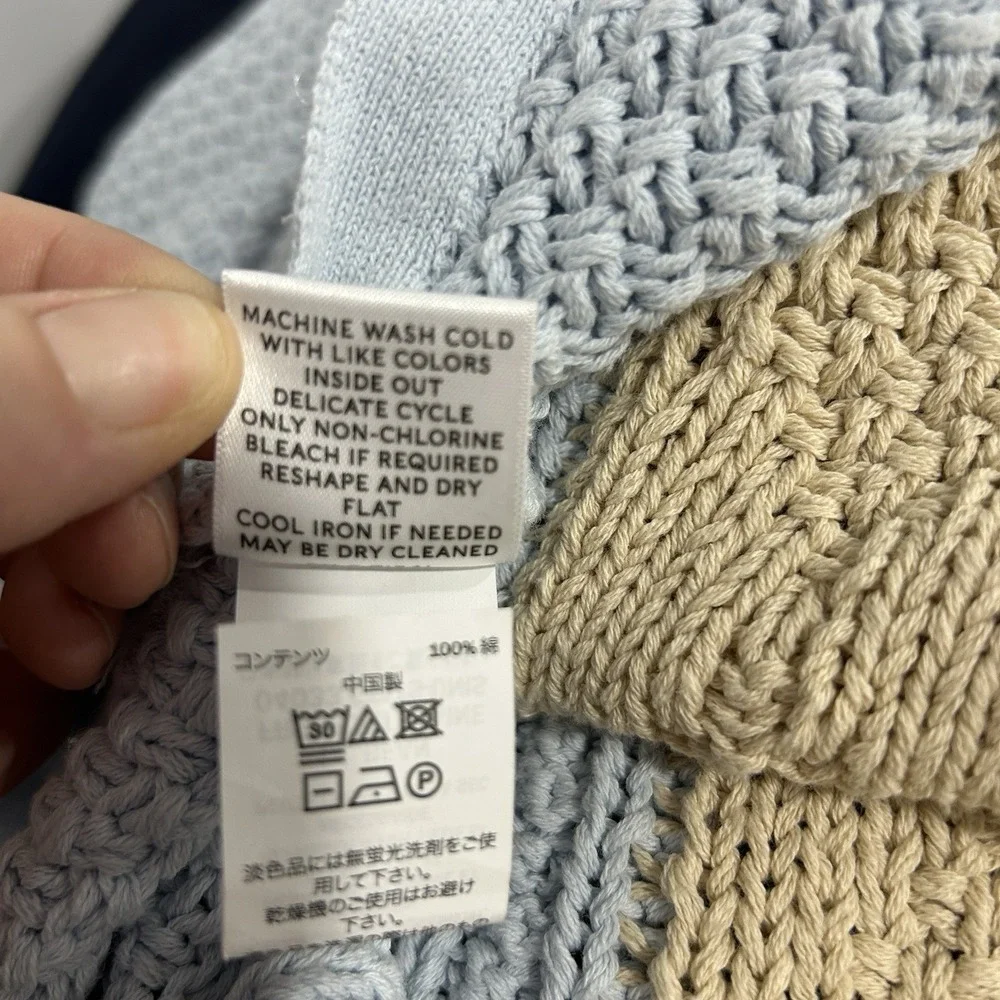 MACHINE WASH COLD
WITH LIKE COLORS
INSIDE OUT
DELICATE CYCLE
ONLY NON-CHLORINE
BLEACH IF REQUIRED
RESHAPE AND DRY
FLAT
COOL IRON IF NEEDED
MAY BE DRY CLEANED
コンテンツ 100% 綿
中国製
30
P
淡色品には無蛍光洗剤をご使
用して下さい。
乾燥機のご使用はお避け
下さい。